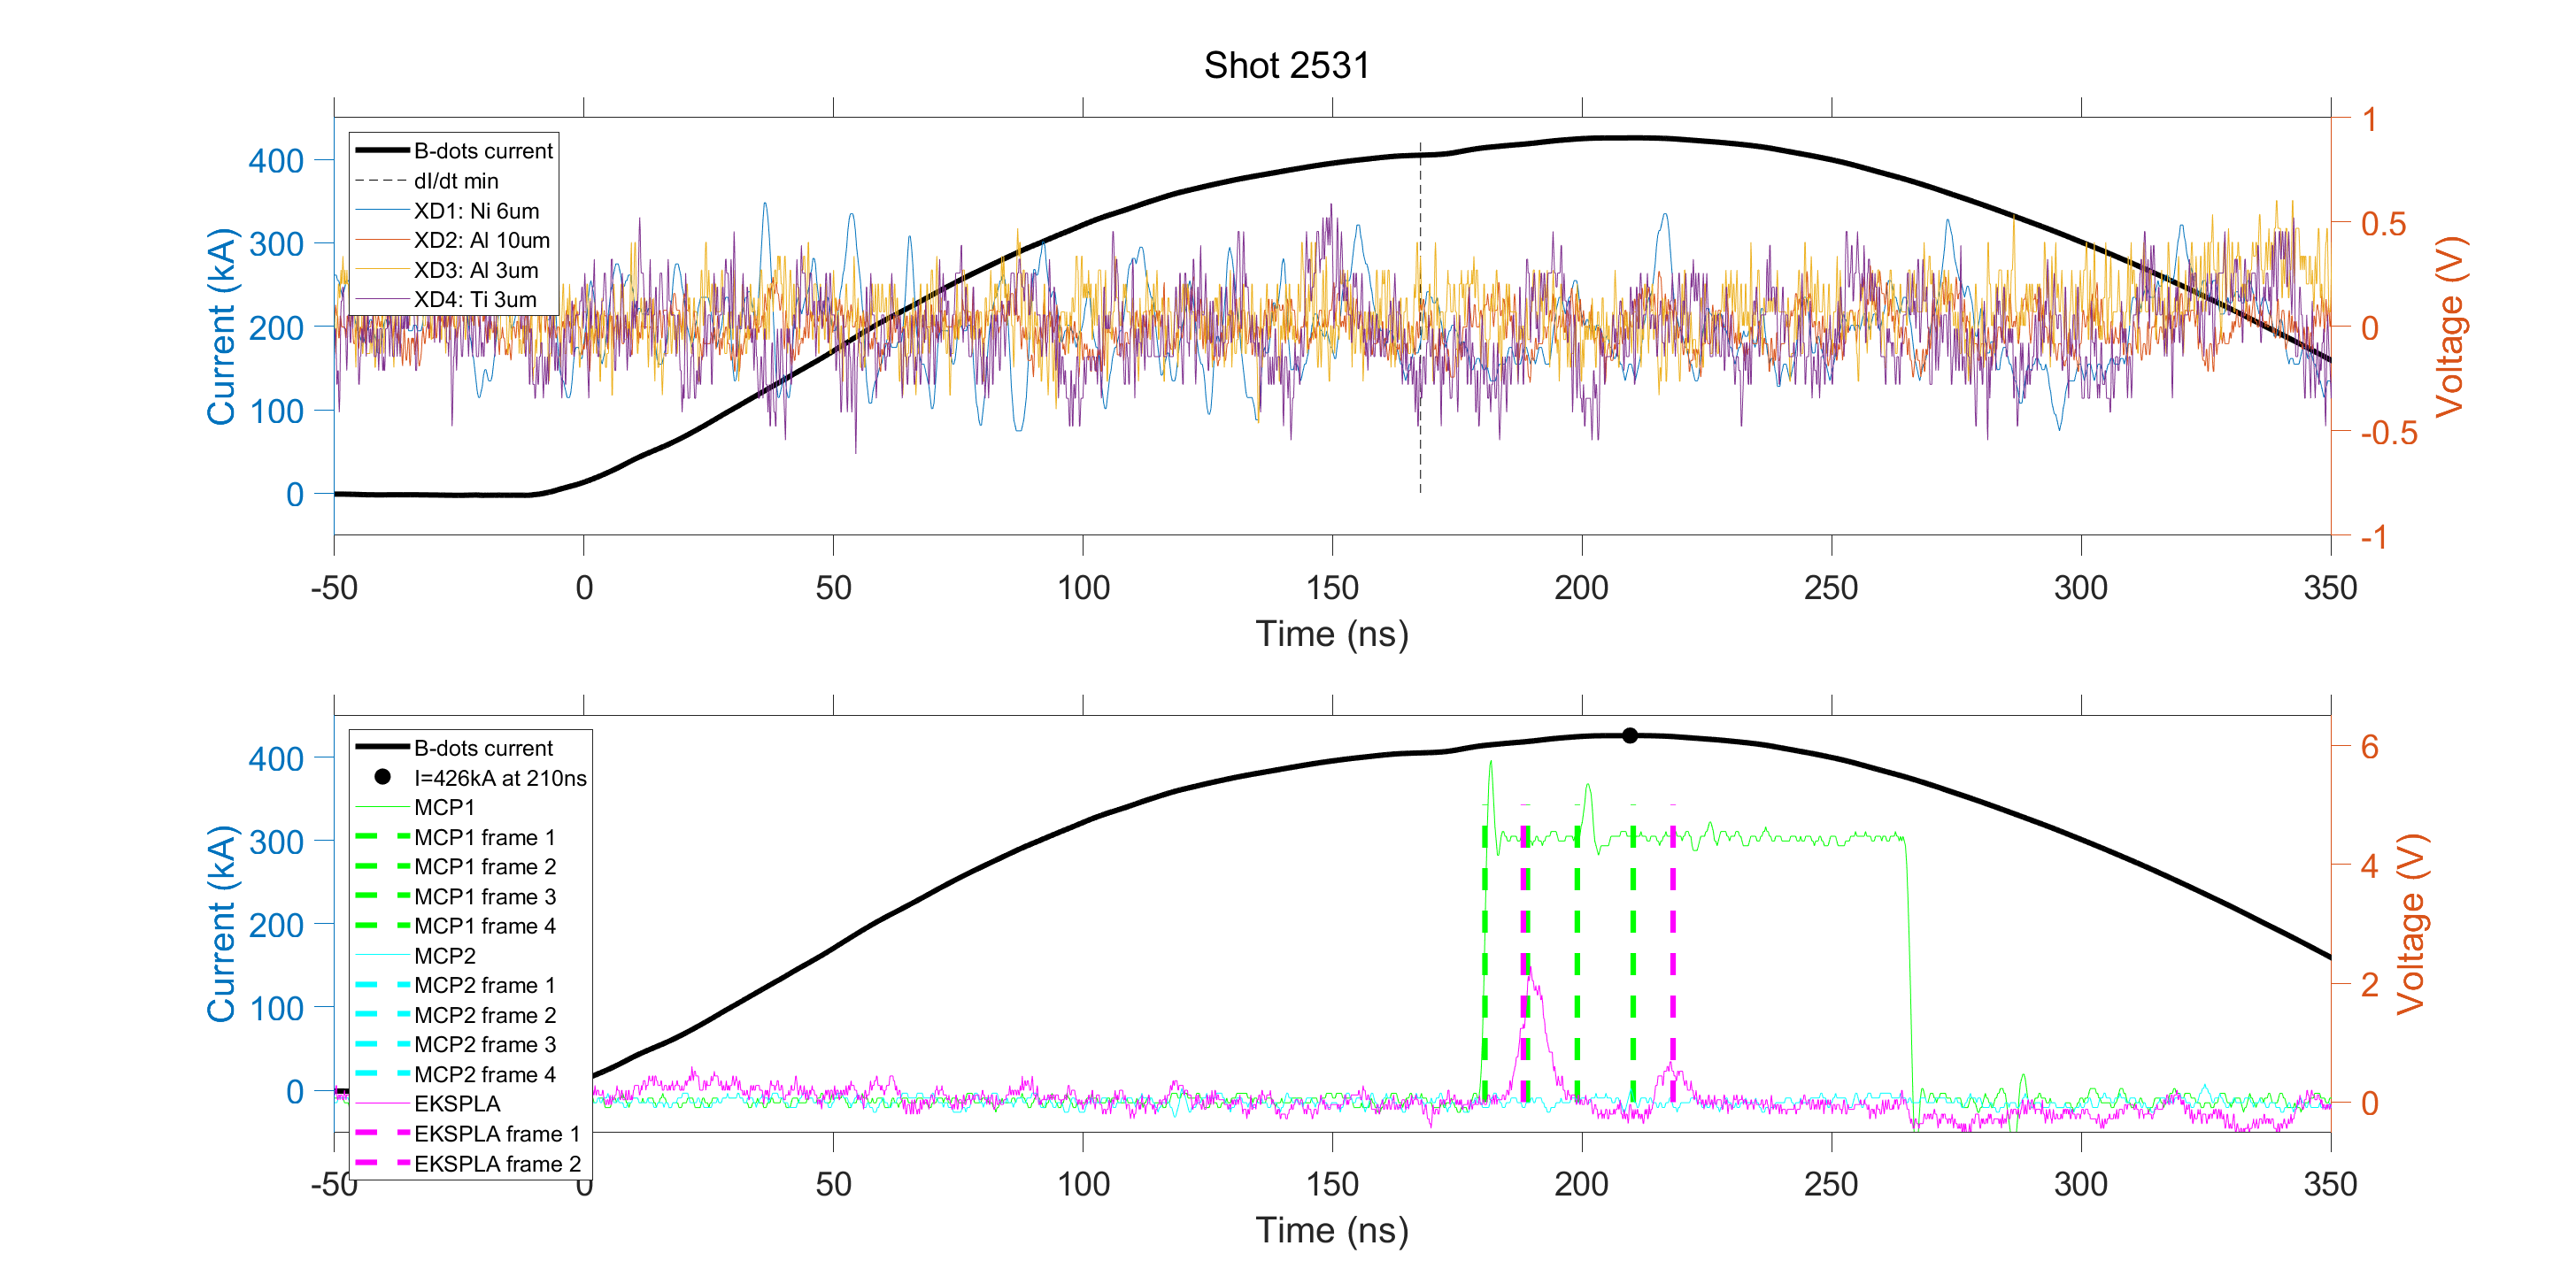 Shot 2531
B-dots current
dI/dt min
XD1: Ni 6um
XD2: Al 10um
XD3: Al 3um
XD4: Ti 3um
Current (kA)
400
300
200
100
0
1
0.5
0
-0.5
-1
Voltage (V)
-50 0 50 100 150 200 250 300 350
Time (ns)
B-dots current
I=426kA at 210ns
MCP1
MCP1 frame 1
MCP1 frame 2
MCP1 frame 3
MCP1 frame 4
MCP2
MCP2 frame 1
MCP2 frame 2
MCP2 frame 3
MCP2 frame 4
EKSPLA
EKSPLA frame 1
EKSPLA frame 2
Current (kA)
400
300
200
100
0
6
4
2
0
Voltage (V)
-50 0 50 100 150 200 250 300 350
Time (ns)